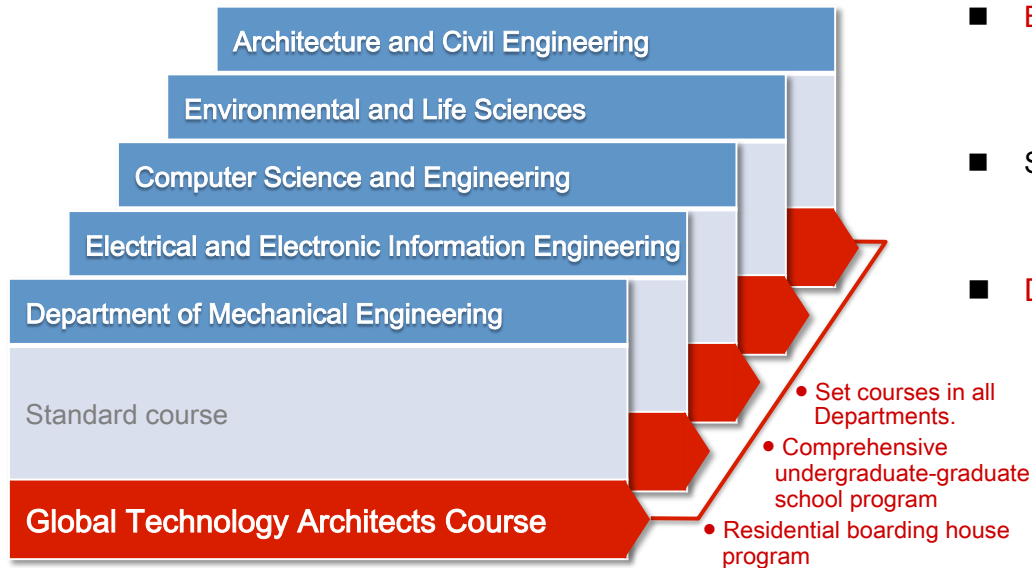 Architecture and Civil Engineering
Environmental and Life Sciences
Computer Science and Engineering
Electrical and Electronic Information Engineering
Department of Mechanical Engineering
Standard course
Global Technology Architects Course
• Set courses in all
Departments.
• Comprehensive
undergraduate-graduate
school program
• Residential boarding house
program